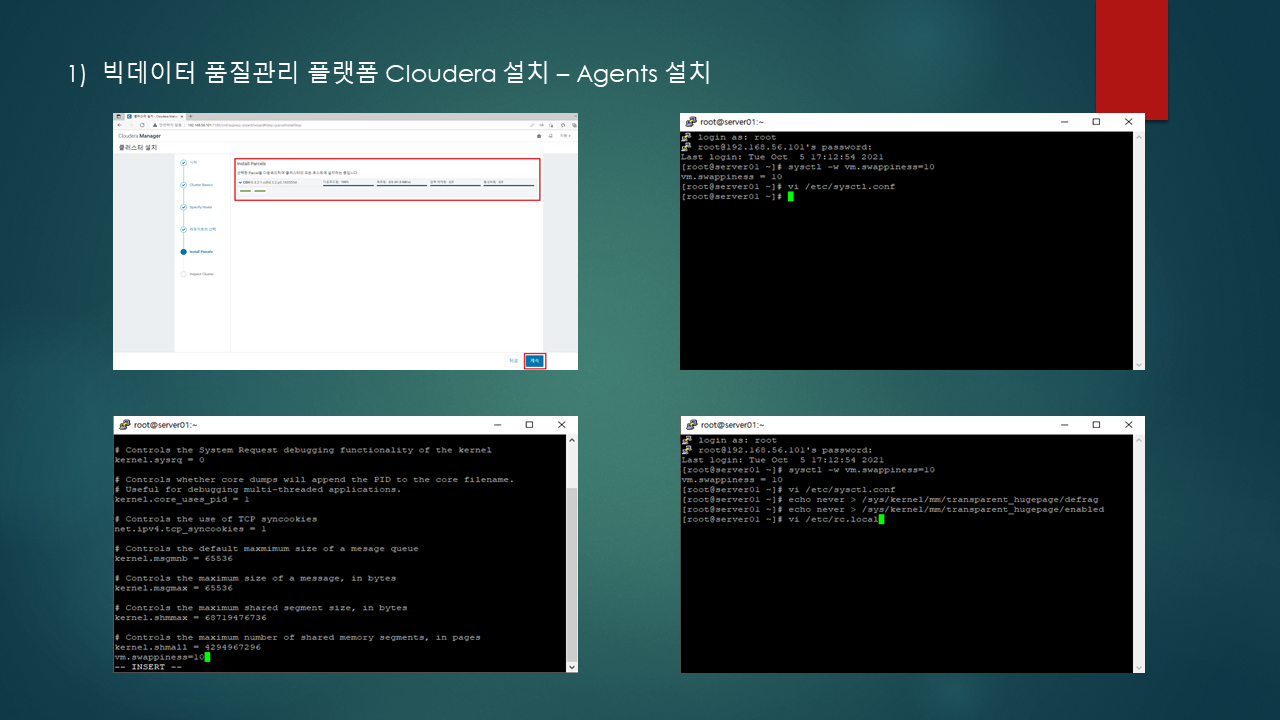 1) 빅데이터 품질관리 플랫폼 Cloudera 설치 – Agents 설치
Cloudera Manager
클러스터 설치
Cluster Basics
Specify Hosts
Install Parcels
Inspect Cluster
Install Parcels
계속
root@server01:~
login as: root
root@192.168.56.101's password:
Last login: Tue Oct  5 17:12:54 2021
[root@server01 ~]# sysctl -w vm.swappiness=10
vm.swappiness = 10
[root@server01 ~]# vi /etc/sysctl.conf
[root@server01 ~]#
root@server01:~
# Controls the System Request debugging functionality of the kernel
kernel.sysrq = 0
# Controls whether core dumps will append the PID to the core filename.
# Useful for debugging multi-threaded applications.
kernel.core_uses_pid = 1
# Controls the use of TCP syncookies
net.ipv4.tcp_syncookies = 1
# Controls the default maxmimum size of a mesage queue
kernel.msgmnb = 65536
# Controls the maximum size of a message, in bytes
kernel.msgmax = 65536
# Controls the maximum shared segment size, in bytes
kernel.shmmax = 68719476736
# Controls the maximum number of shared memory segments, in pages
kernel.shmall = 4294967296
vm.swappiness=10
-- INSERT --
root@server01:~
login as: root
root@192.168.56.101's password:
Last login: Tue Oct  5 17:12:54 2021
[root@server01 ~]# sysctl -w vm.swappiness=10
vm.swappiness = 10
[root@server01 ~]# vi /etc/sysctl.conf
[root@server01 ~]# echo never > /sys/kernel/mm/transparent_hugepage/defrag
[root@server01 ~]# echo never > /sys/kernel/mm/transparent_hugepage/enabled
[root@server01 ~]# vi /etc/rc.local